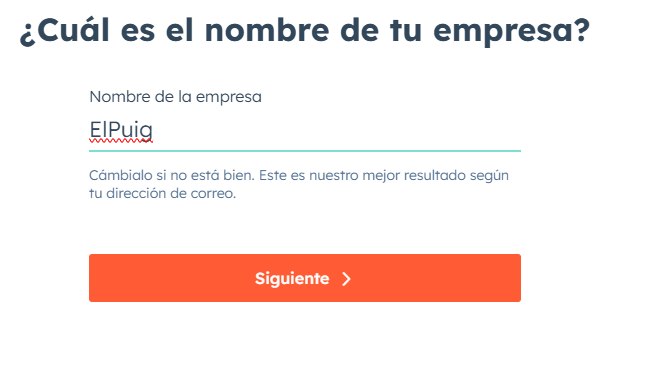 ¿Cuál es el nombre de tu empresa?
Nombre de la empresa
ElPuig
Cámbialo si no está bien. Este es nuestro mejor resultado según
tu dirección de correo.
Siguiente